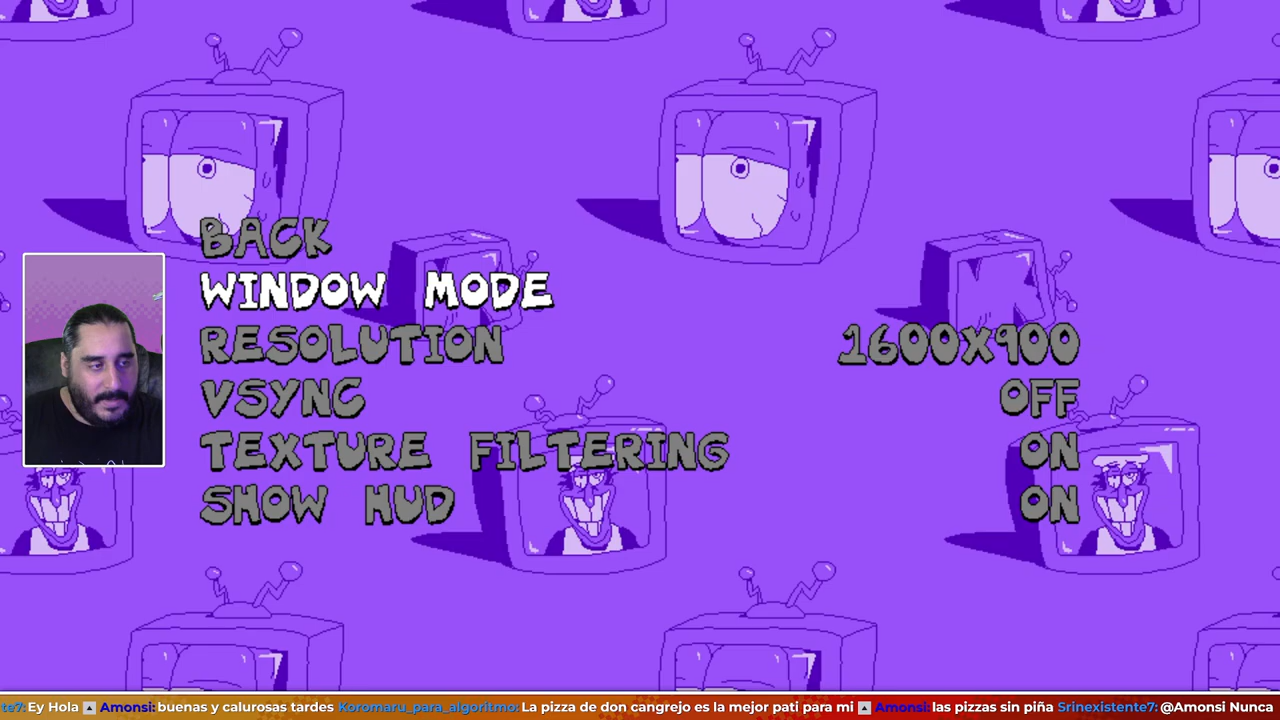 BACK
WINDOW MODE
RESOLUTION 1600X900
VSYNC OFF
TEXTURE FILTERING ON
SHOW HUD ON
te7: Ey Hola Amonsi: buenas y calurosas tardes Koromaru_para_algoritmo: La pizza de don cangrejo es la mejor pati para mi Amonsi: las pizzas sin piña Srinexistente7: @Amonsi Nunca